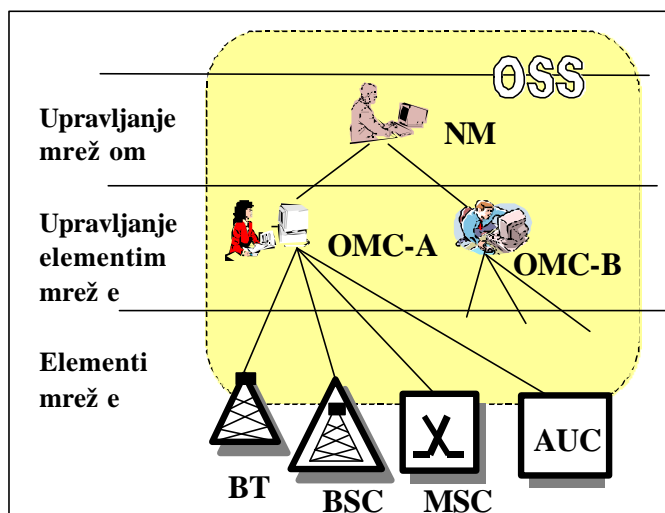 OSS
Upravljanje
mrež om
NM
Upravljanje
elementim
mrež e
OMC-A
OMC-B
Elementi
mrež e
BT
BSC
MSC
AUC